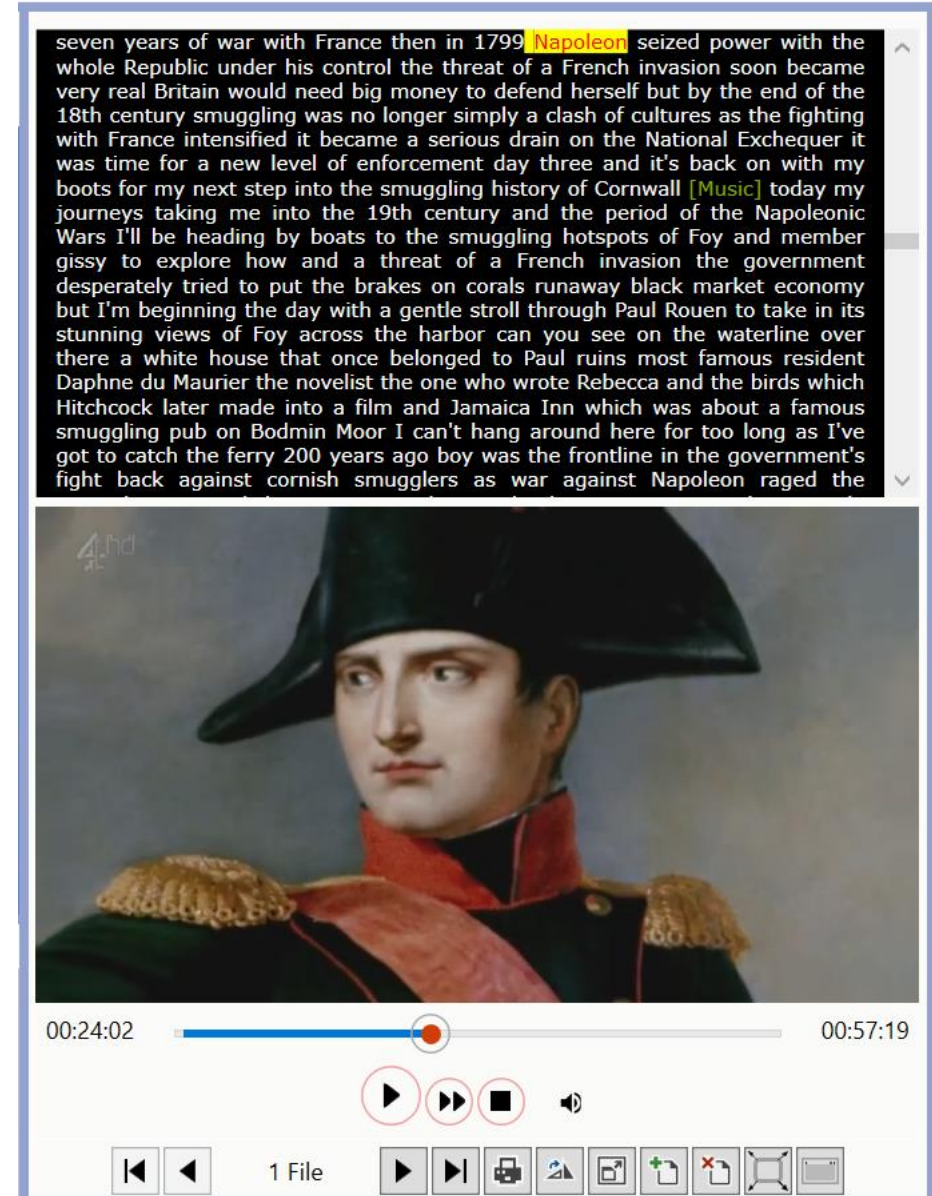 seven years of war with France then in 1799 Napoleon seized power with the
whole Republic under his control the threat of a French invasion soon became
very real Britain would need big money to defend herself but by the end of the
18th century smuggling was no longer simply a clash of cultures as the fighting
with France intensified it became a serious drain on the National Exchequer it
was time for a new level of enforcement day three and it's back on with my
boots for my next step into the smuggling history of Cornwall [Music] today my
journeys taking me into the 19th century and the period of the Napoleonic
Wars I'll be heading by boats to the smuggling hotspots of Foy and member
gissy to explore how and a threat of a French invasion the government
desperately tried to put the brakes on corals runaway black market economy
but I'm beginning the day with a gentle stroll through Paul Rouen to take in its
stunning views of Foy across the harbor can you see on the waterline over
there a white house that once belonged to Paul ruins most famous resident
Daphne du Maurier the novelist the one who wrote Rebecca and the birds which
Hitchcock later made into a film and Jamaica Inn which was about a famous
smuggling pub on Bodmin Moor I can't hang around here for too long as I've
got to catch the ferry 200 years ago boy was the frontline in the government's
fight back against cornish smugglers as war against Napoleon raged the
4hd
00:24:02 00:57:19
1 File